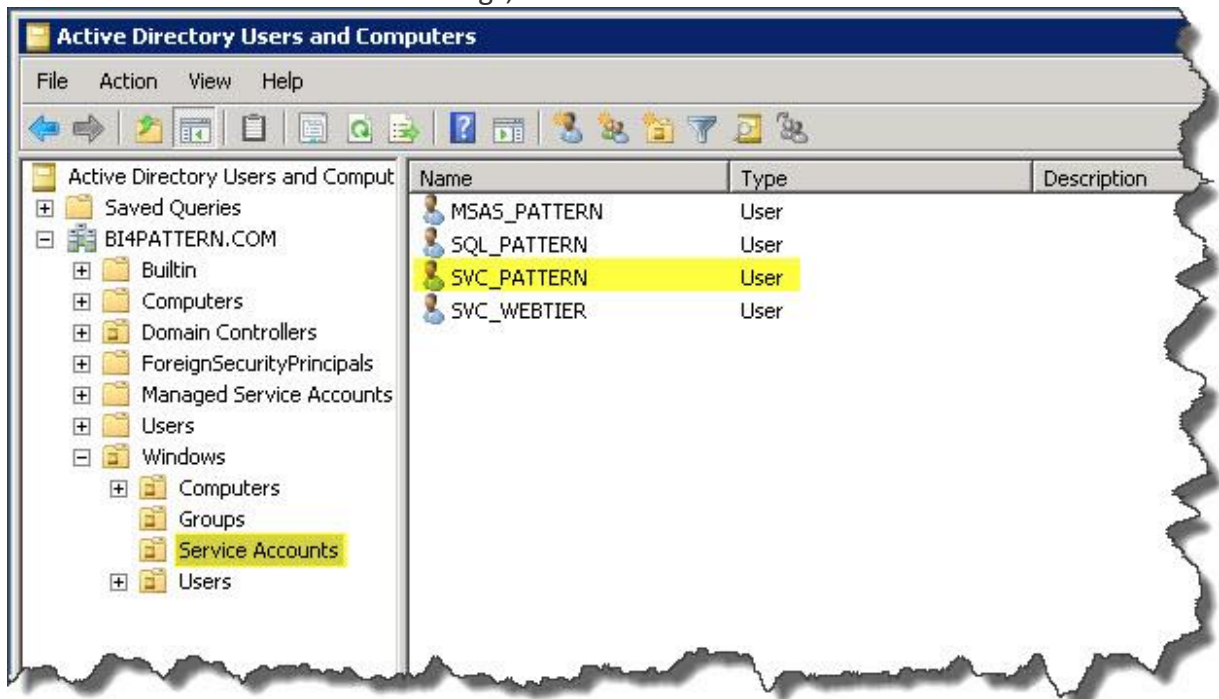 Active Directory Users and Computers
File Action View Help
Active Directory Users and Comput
Saved Queries
BI4PATTERN.COM
Builtin
Computers
Domain Controllers
ForeignSecurityPrincipals
Managed Service Accounts
Users
Windows
Computers
Groups
Service Accounts
Users
Name Type Description
MSAS_PATTERN User
SQL_PATTERN User
SVC_PATTERN User
SVC_WEBTIER User